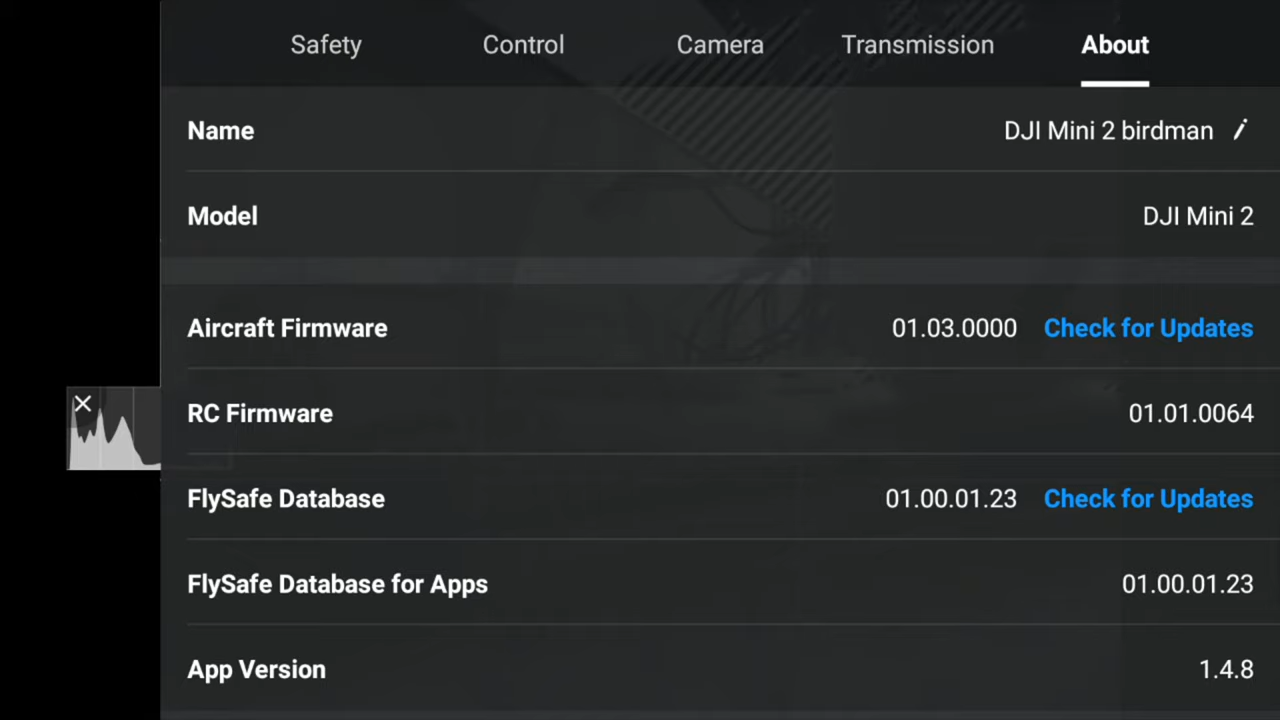 Safety Control Camera Transmission About
Name DJI Mini 2 birdman
Model DJI Mini 2
Aircraft Firmware 01.03.0000 Check for Updates
RC Firmware 01.01.0064
FlySafe Database 01.00.01.23 Check for Updates
FlySafe Database for Apps 01.00.01.23
App Version 1.4.8